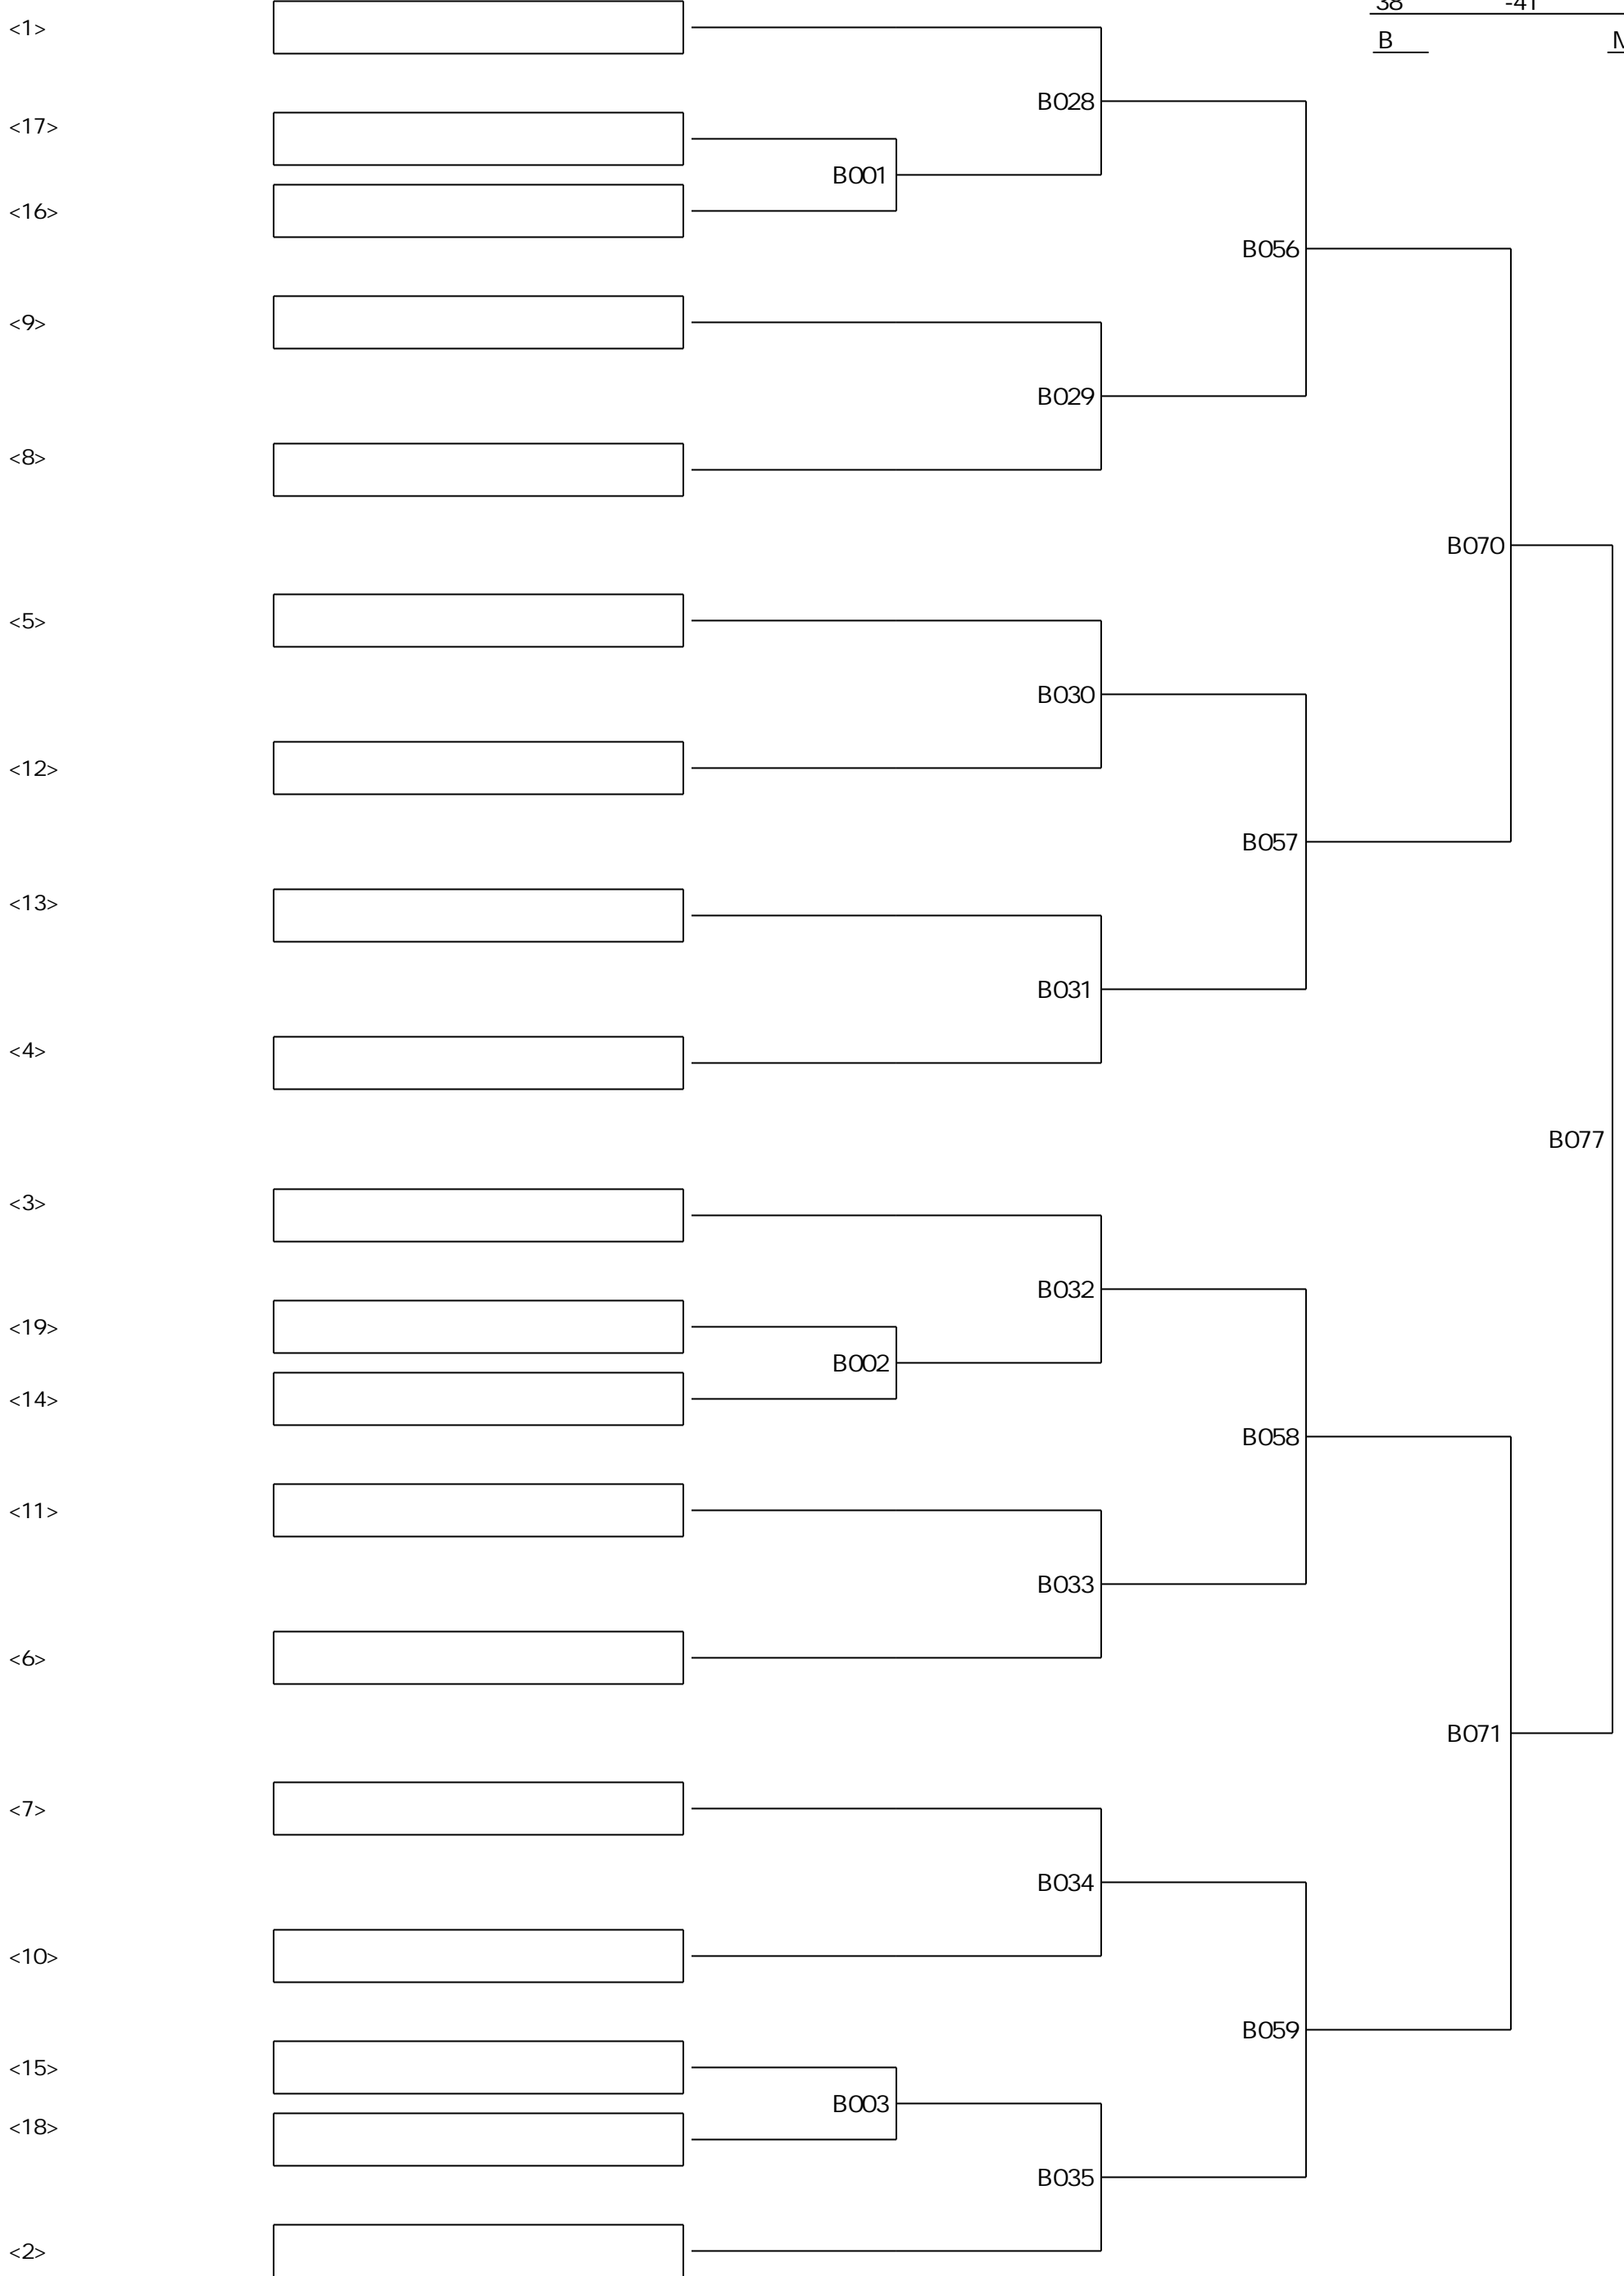 38 -41
<1>
B
B028
<17>
B001
<16>
B056
<9>
B029
<8>
B070
<5>
B030
<12>
B057
<13>
B031
<4>
B077
<3>
B032
<19>
B002
<14>
B058
<11>
B033
<6>
B071
<7>
B034
<10>
B059
<15>
B003
<18>
B035
<2>